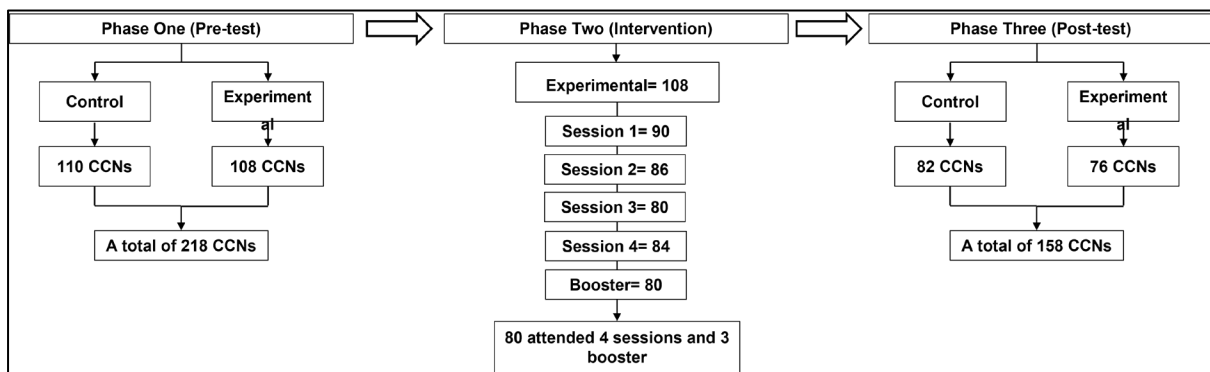 Phase One (Pre-test)
Control
Experiment
al
110 CCNs
108 CCNs
A total of 218 CCNs
Phase Two (Intervention)
Experimental= 108
Session 1= 90
Session 2= 86
Session 3= 80
Session 4= 84
Booster= 80
80 attended 4 sessions and 3
booster
Phase Three (Post-test)
Control
Experiment
al
82 CCNs
76 CCNs
A total of 158 CCNs